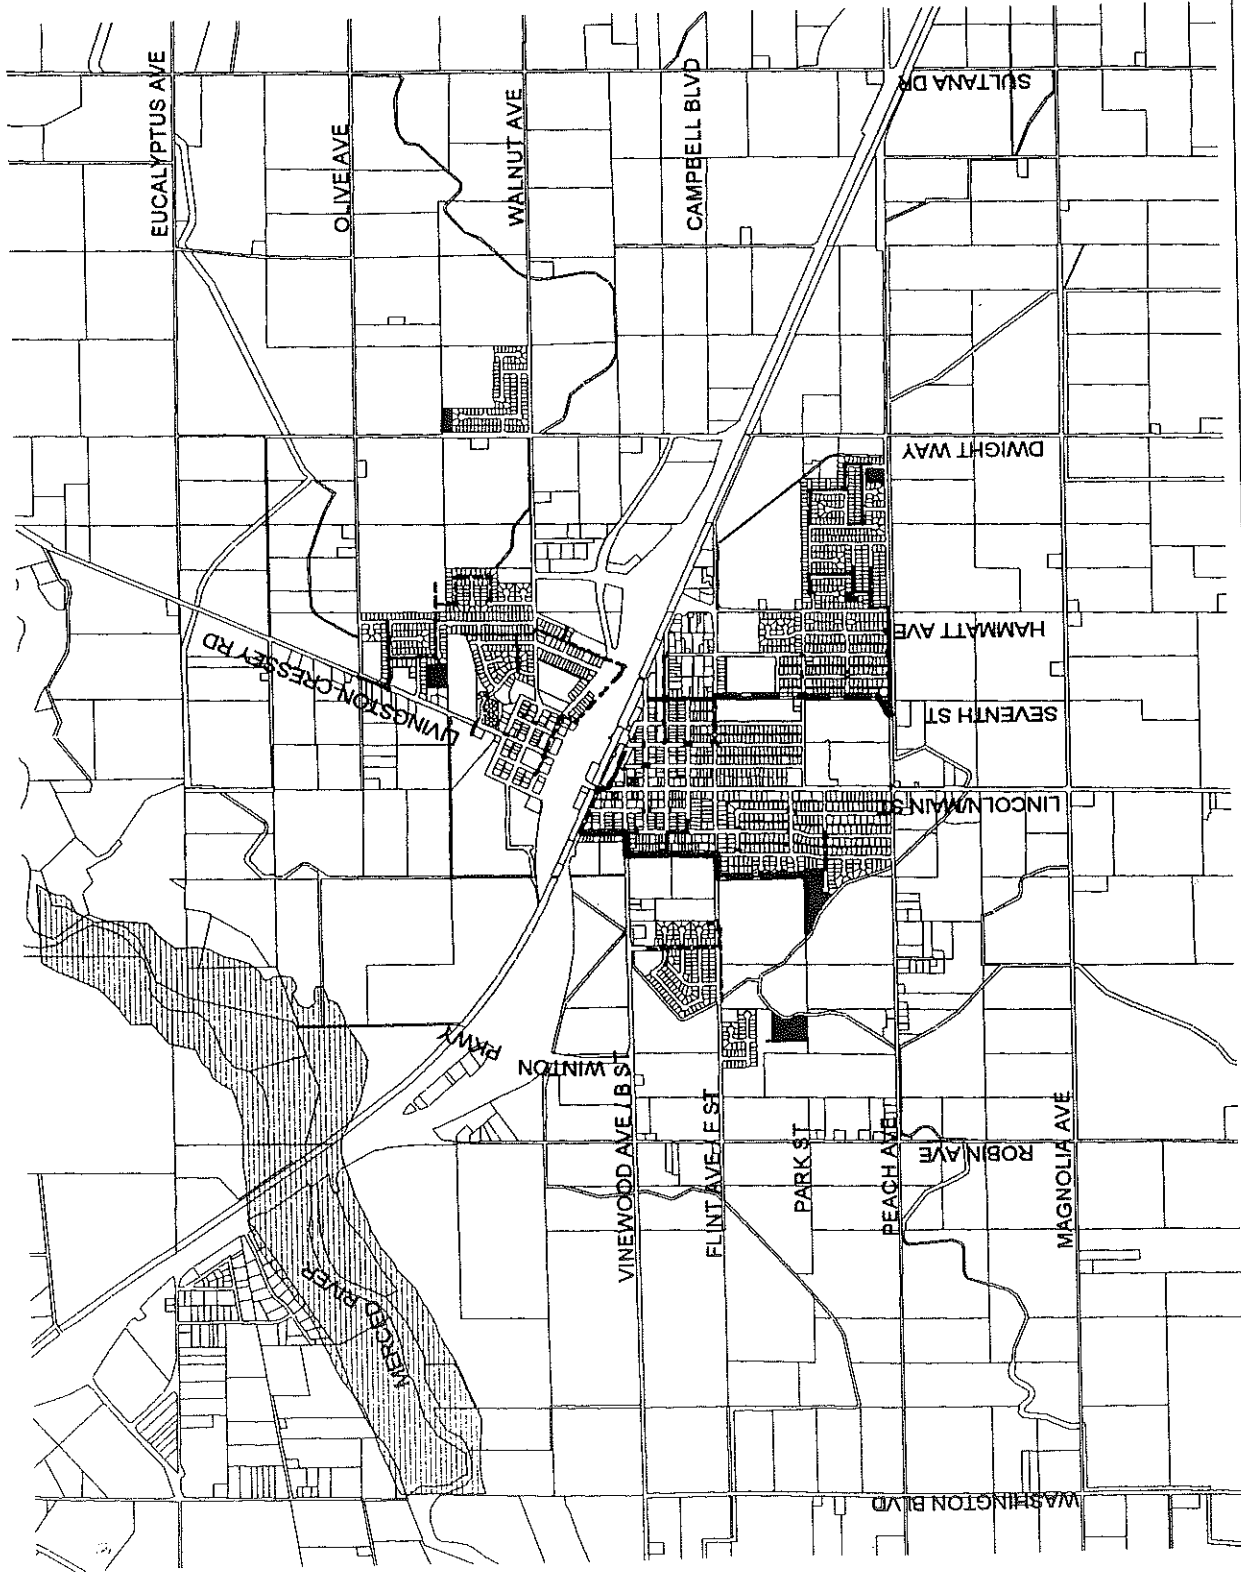 EUCALYPTUS AVE
OLIVE AVE
WALNUT AVE
CAMPBELL BLVD
SULTANA DR
DWIGHT WAY
HAMMATT AVE
LIVINGSTON-CRESSEY RD
SEVENTH ST
LINCOLN/MAIN ST
WINTON
PKWY
VINEWOOD AVE / B ST
FLINT AVE / F ST
PARK ST
PEACH AVE
ROBIN AVE
MAGNOLIA AVE
MERCED RIVER
WASHINGTON BLVD